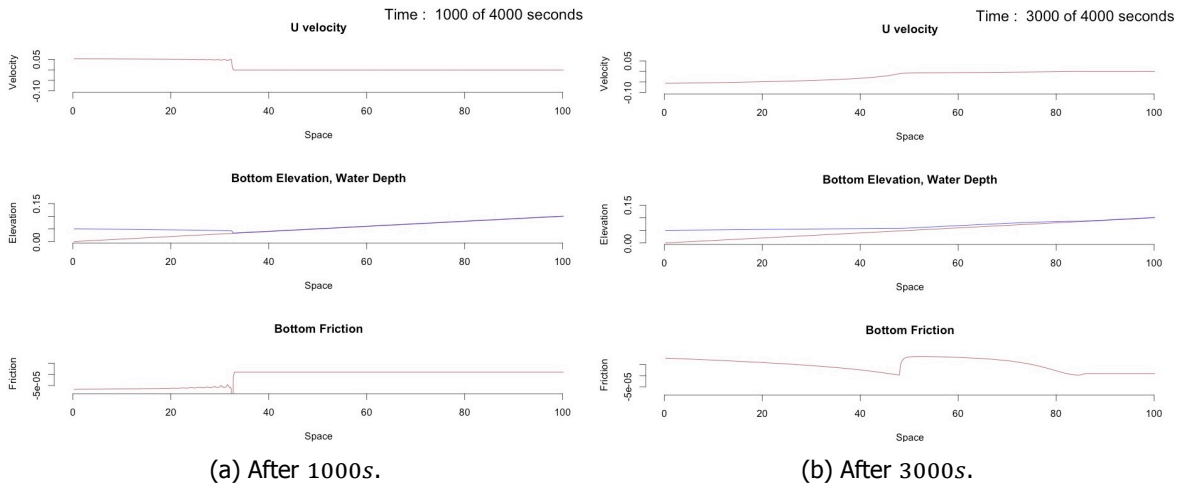 Time : 1000 of 4000 seconds
U velocity
Velocity
0.05
-0.10
0 20 40 60 80 100
Space
Bottom Elevation, Water Depth
Elevation
0.15
0.00
0 20 40 60 80 100
Space
Bottom Friction
Friction
-5e-05
0 20 40 60 80 100
Space
(a) After 1000s.
Time : 3000 of 4000 seconds
U velocity
Velocity
0.05
-0.10
0 20 40 60 80 100
Space
Bottom Elevation, Water Depth
Elevation
0.15
0.00
0 20 40 60 80 100
Space
Bottom Friction
Friction
-5e-05
0 20 40 60 80 100
Space
(b) After 3000s.